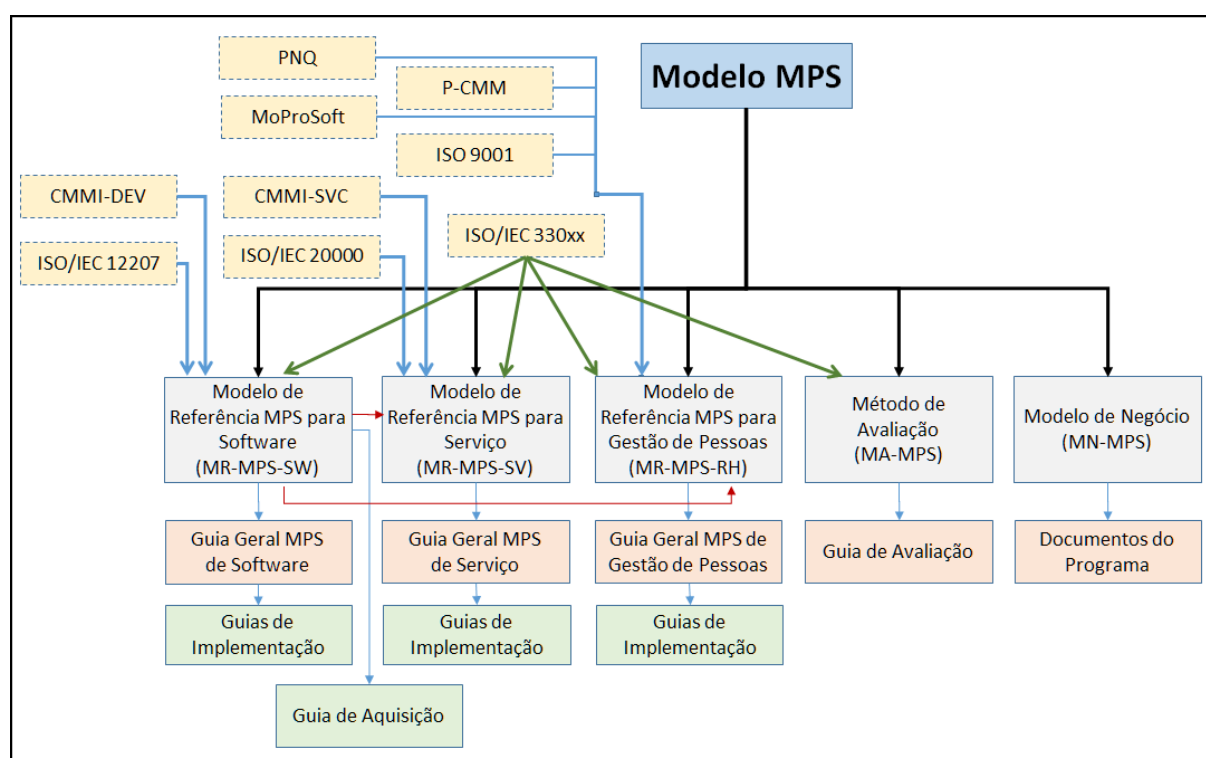 PNQ
Modelo MPS
P-CMM
MoProSoft
ISO 9001
CMMI-DEV
CMMI-SVC
ISO/IEC 330xx
ISO/IEC 12207
ISO/IEC 20000
Modelo de
Referência MPS para
Software
(MR-MPS-SW)
Modelo de
Referência MPS para
Serviço
(MR-MPS-SV)
Modelo de
Referência MPS para
Gestão de Pessoas
(MR-MPS-RH)
Método de
Avaliação
(MA-MPS)
Modelo de Negócio
(MN-MPS)
Guia Geral MPS
de Software
Guia Geral MPS
de Serviço
Guia Geral MPS de
Gestão de Pessoas
Guia de Avaliação
Documentos do
Programa
Guias de
Implementação
Guias de
Implementação
Guias de
Implementação
Guia de Aquisição